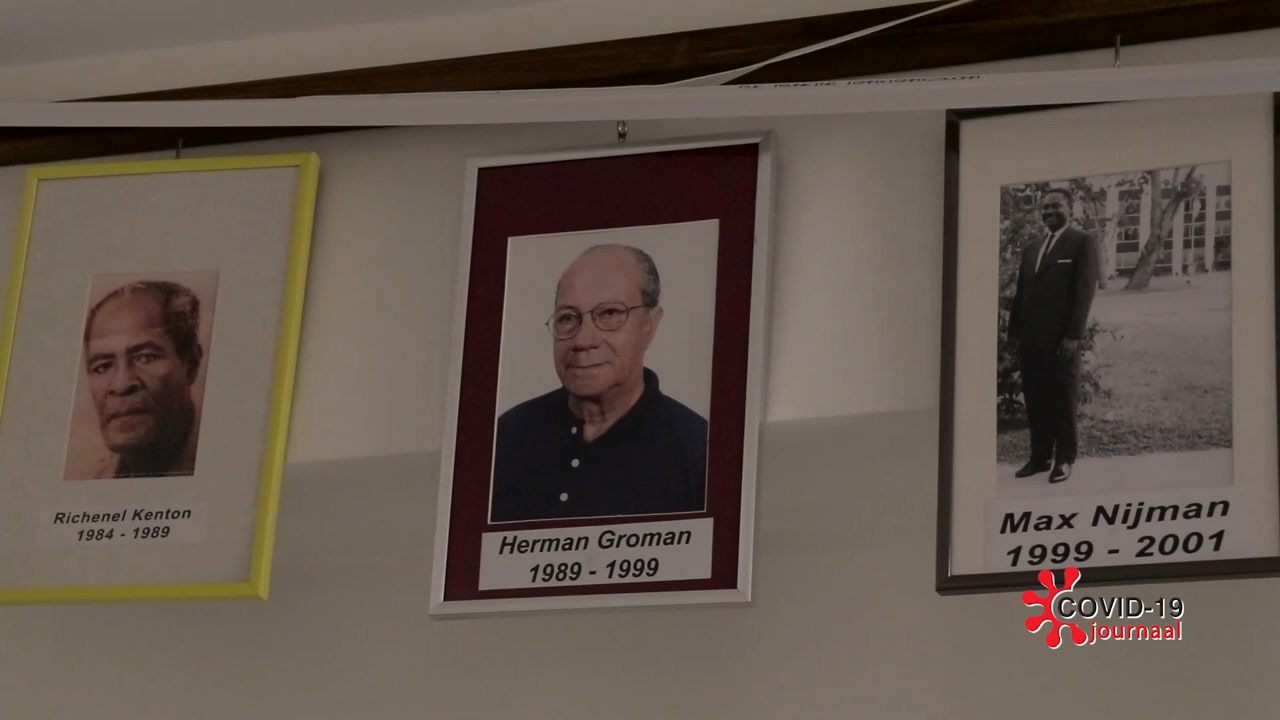 Richenel Kenton
1984 - 1989
Herman Groman
1989 - 1999
Max Nijman
1999 - 2001
COVID-19
journaal